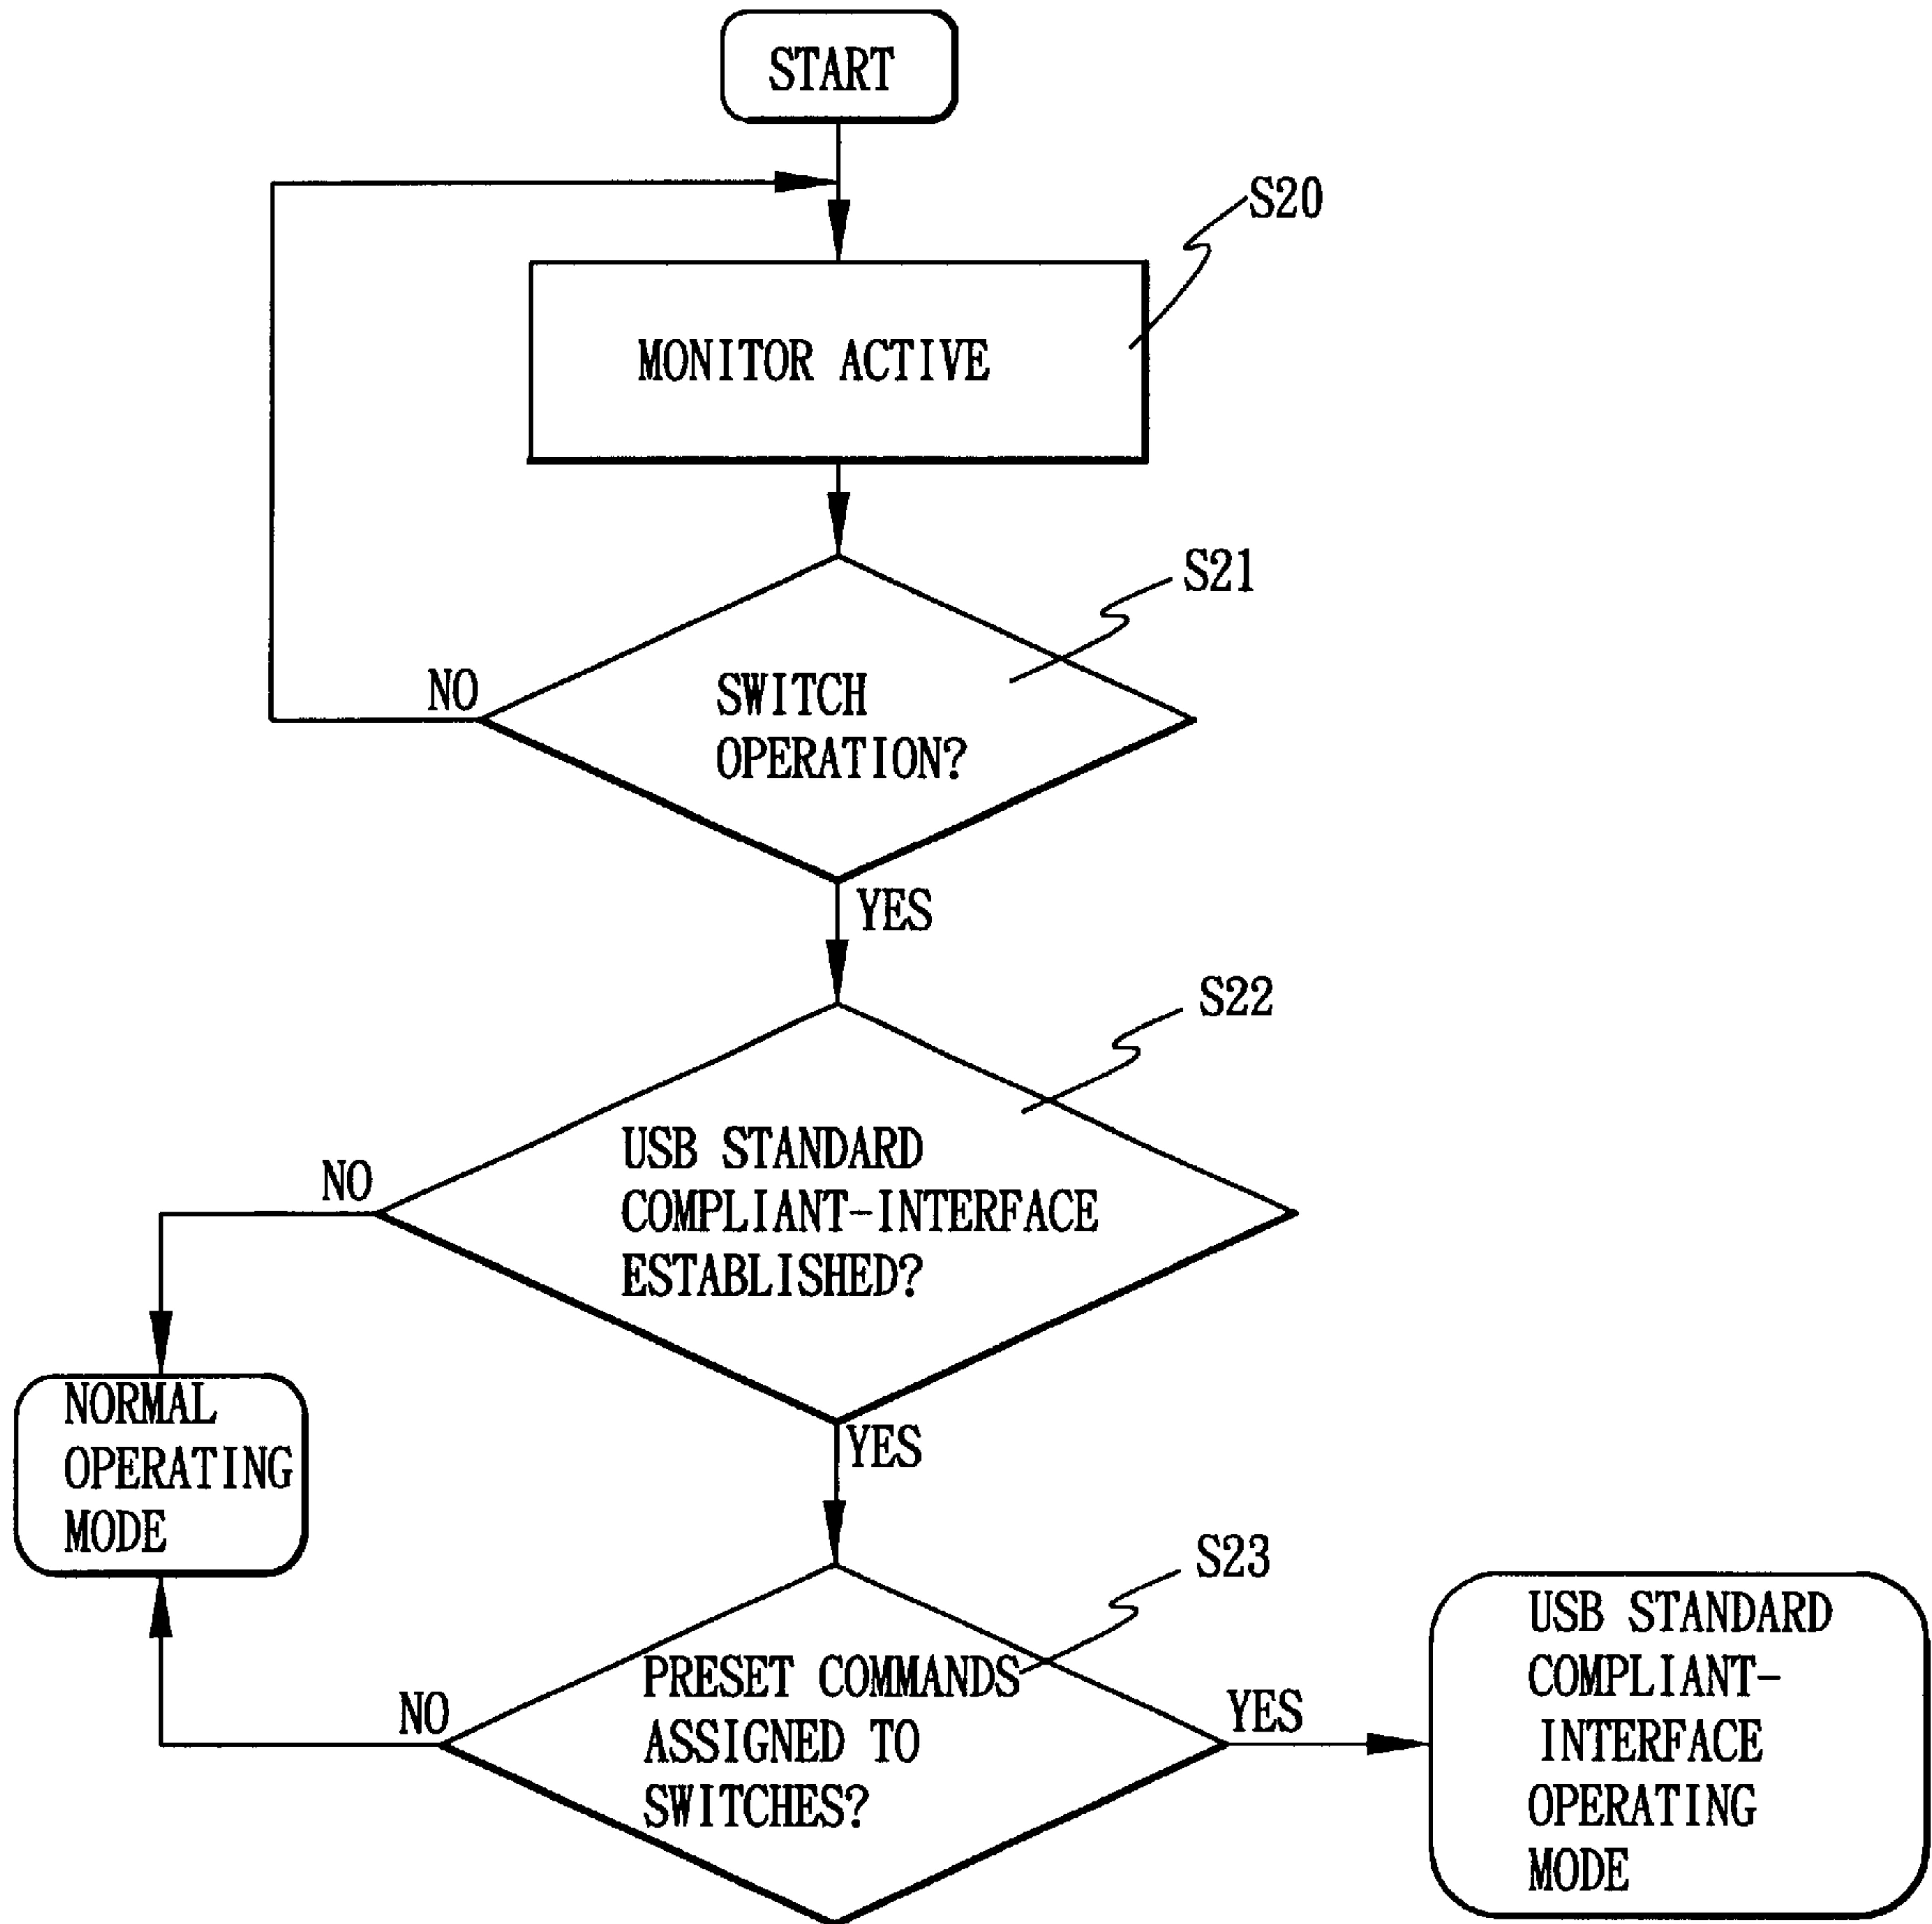 START
S20
MONITOR ACTIVE
S21
NO
SWITCH
OPERATION?
YES
S22
NO
USB STANDARD
COMPLIANT-INTERFACE
ESTABLISHED?
YES
NORMAL
OPERATING
MODE
S23
NO
PRESET COMMANDS
ASSIGNED TO
SWITCHES?
YES
USB STANDARD
COMPLIANT-
INTERFACE
OPERATING
MODE